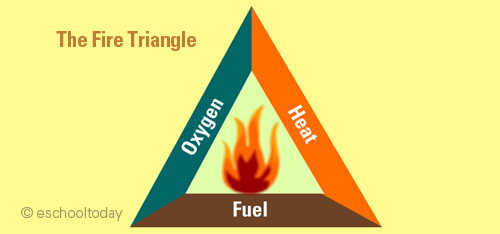 The Fire Triangle
Oxygen
Heat
Fuel
© eschooltoday